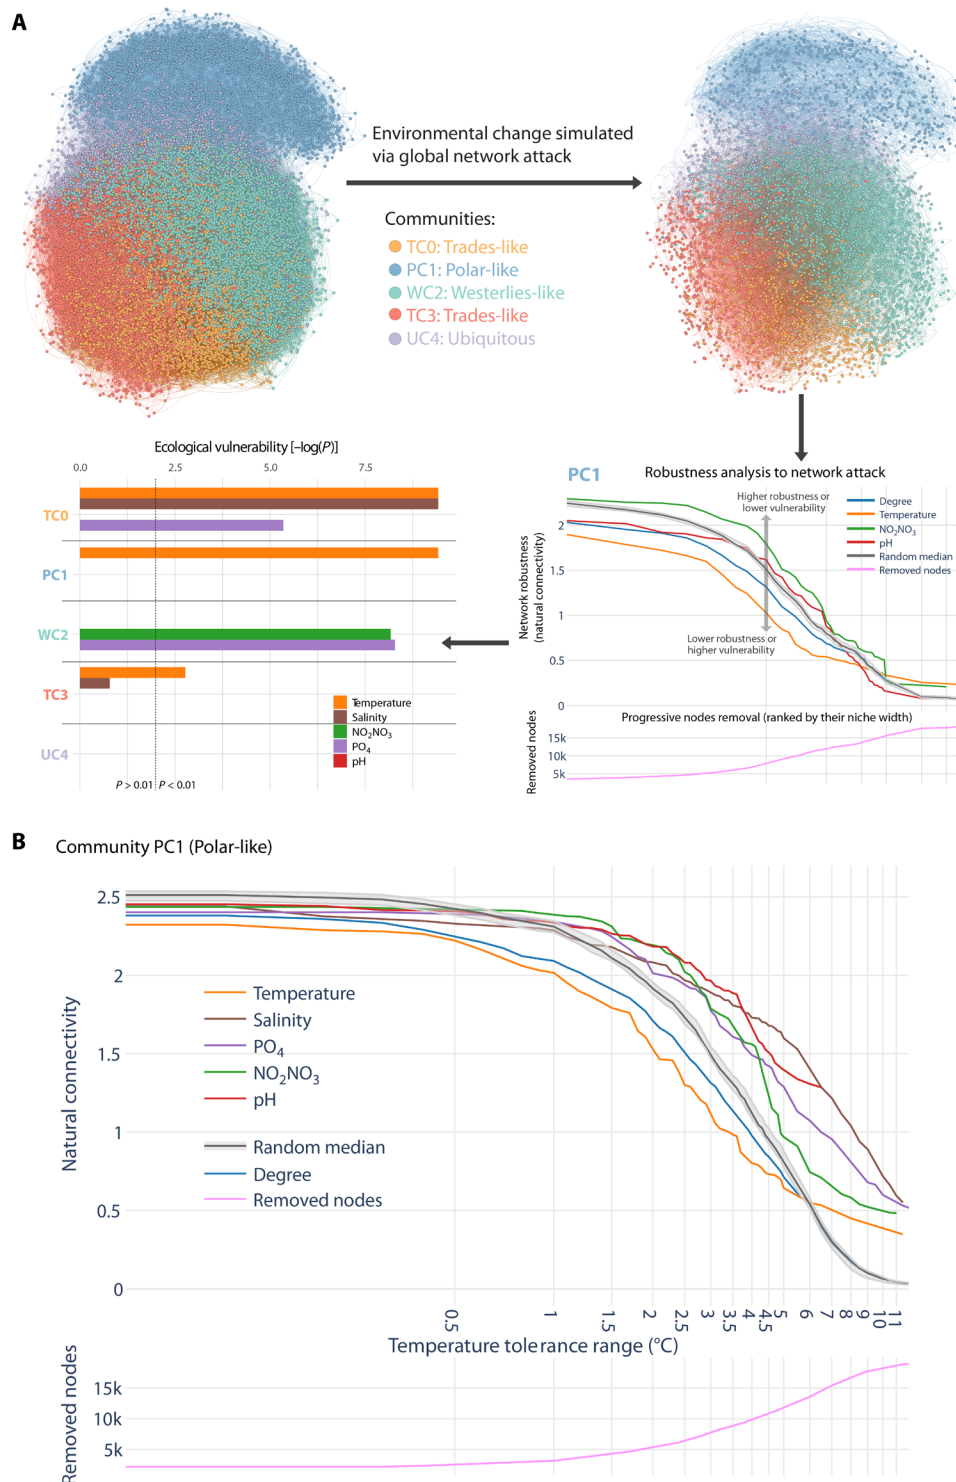 A
Environmental change simulated
via global network attack
Communities:
TC0: Trades-like
PC1: Polar-like
WC2: Westerlies-like
TC3: Trades-like
UC4: Ubiquitous
Ecological vulnerability [–log(P)]
0.0 2.5 5.0 7.5
TC0
PC1
WC2
TC3
UC4
Temperature
Salinity
NO2NO3
PO4
pH
P > 0.01 P < 0.01
PC1
Robustness analysis to network attack
Higher robustness or
lower vulnerability
Lower robustness or
higher vulnerability
Degree
Temperature
NO2NO3
pH
Random median
Removed nodes
Network robustness
(natural connectivity)
2
1.5
1
0.5
0
Progressive nodes removal (ranked by their niche width)
Removed nodes
15k
10k
5k
B
Community PC1 (Polar-like)
Natural connectivity
2.5
2
1.5
1
0.5
0
Temperature
Salinity
PO4
NO2NO3
pH
Random median
Degree
Removed nodes
0.5 1 1.5 2 2.5 3 3.5 4 4.5 5 6 7 8 9 10 11
Temperature tolerance range (°C)
Removed nodes
15k
10k
5k